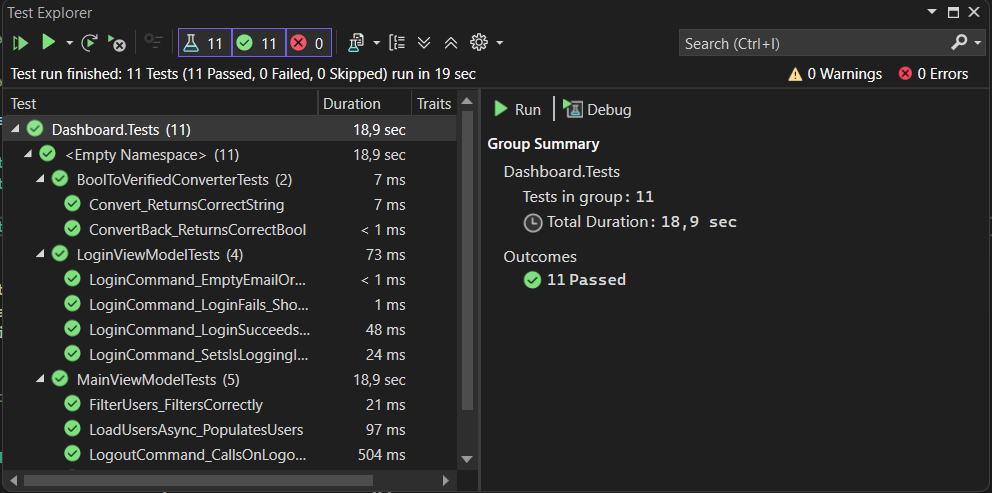 Test Explorer
11 11 0
Search (Ctrl+I)
Test run finished: 11 Tests (11 Passed, 0 Failed, 0 Skipped) run in 19 sec
0 Warnings 0 Errors
Test Duration Traits
Dashboard.Tests (11) 18,9 sec
<Empty Namespace> (11) 18,9 sec
BoolToVerifiedConverterTests (2) 7 ms
Convert_ReturnsCorrectString 7 ms
ConvertBack_ReturnsCorrectBool < 1 ms
LoginViewModelTests (4) 73 ms
LoginCommand_EmptyEmailOr... < 1 ms
LoginCommand_LoginFails_Sho... 1 ms
LoginCommand_LoginSucceeds... 48 ms
LoginCommand_SetsIsLoggingI... 24 ms
MainViewModelTests (5) 18,9 sec
FilterUsers_FiltersCorrectly 21 ms
LoadUsersAsync_PopulatesUsers 97 ms
LogoutCommand_CallsOnLogo... 504 ms
Run Debug
Group Summary
Dashboard.Tests
Tests in group: 11
Total Duration: 18,9 sec
Outcomes
11 Passed